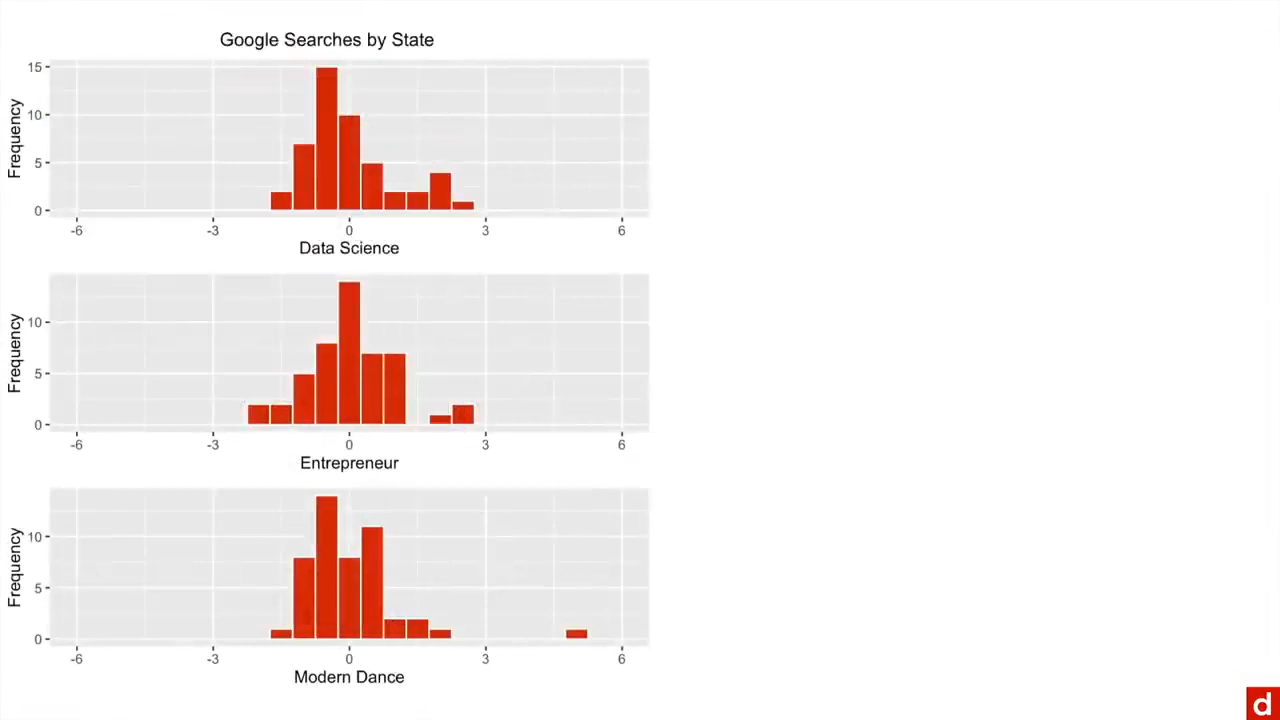 Google Searches by State
Frequency
15
10
5
0
-6 -3 0 3 6
Data Science
Frequency
10
5
0
-6 -3 0 3 6
Entrepreneur
Frequency
10
5
0
-6 -3 0 3 6
Modern Dance
d